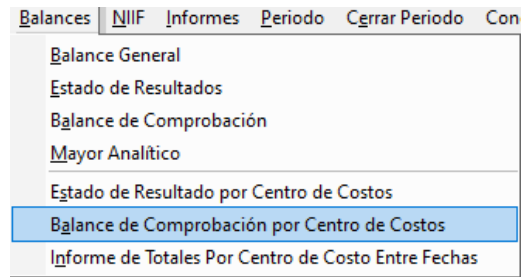 Balances NIIF Informes Periodo Cerrar Periodo
Balance General
Estado de Resultados
Balance de Comprobación
Mayor Analítico
Estado de Resultado por Centro de Costos
Balance de Comprobación por Centro de Costos
Informe de Totales Por Centro de Costo Entre Fechas